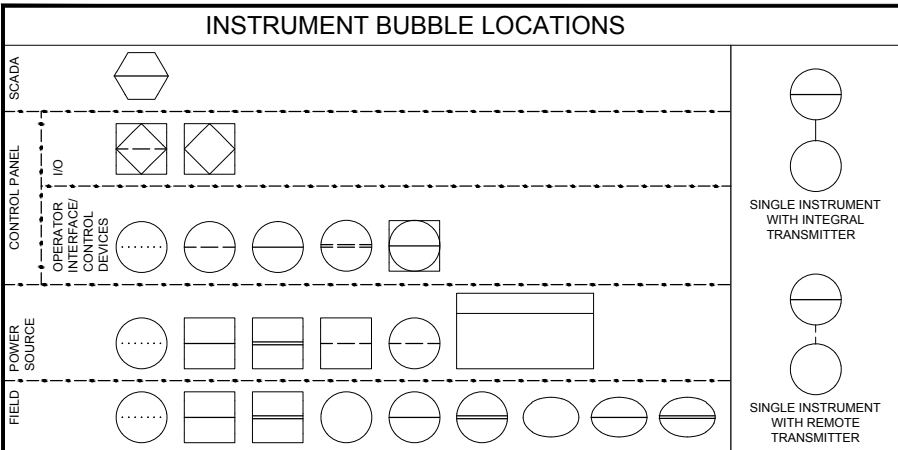 INSTRUMENT BUBBLE LOCATIONS
SCADA
CONTROL PANEL
I/O
OPERATOR
INTERFACE/
CONTROL
DEVICES
POWER
SOURCE
FIELD
SINGLE INSTRUMENT
WITH INTEGRAL
TRANSMITTER
SINGLE INSTRUMENT
WITH REMOTE
TRANSMITTER